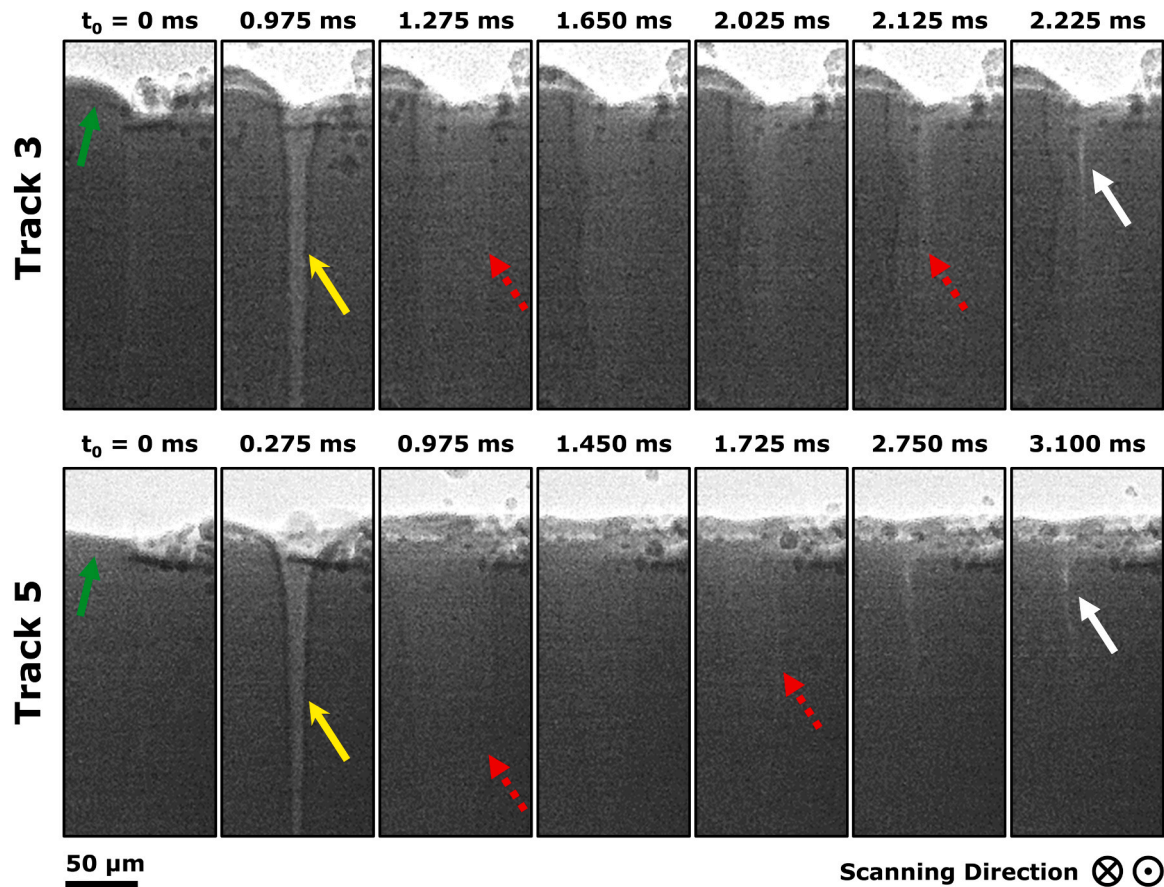 t₀ = 0 ms 0.975 ms 1.275 ms 1.650 ms 2.025 ms 2.125 ms 2.225 ms
Track 3
t₀ = 0 ms 0.275 ms 0.975 ms 1.450 ms 1.725 ms 2.750 ms 3.100 ms
Track 5
50 µm
Scanning Direction